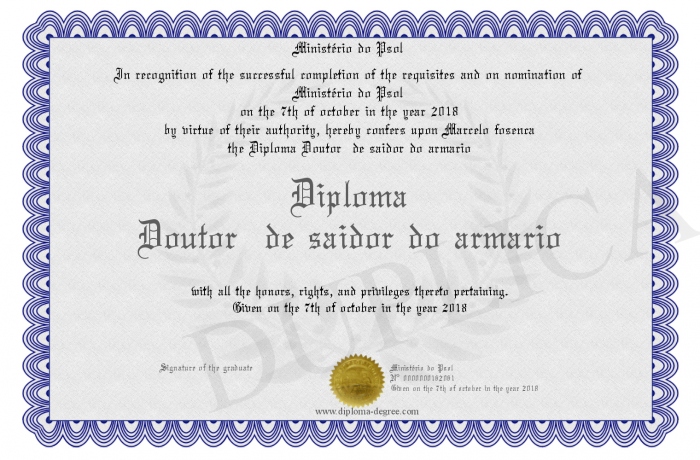 Ministério do Psol
In recognition of the successful completion of the requisites and on nomination of
Ministério do Psol
on the 7th of october in the year 2018
by virtue of their authority, hereby confers upon Marcelo fosenca
the Diploma Doutor de saidor do armario
Diploma
Doutor de saidor do armario
with all the honors, rights, and privileges thereto pertaining.
Given on the 7th of october in the year 2018
DUPLICATA
Signature of the graduate
Ministério do Psol
Nº 0000000182081
Given on the 7th of october in the year 2018
www.diploma-degree.com